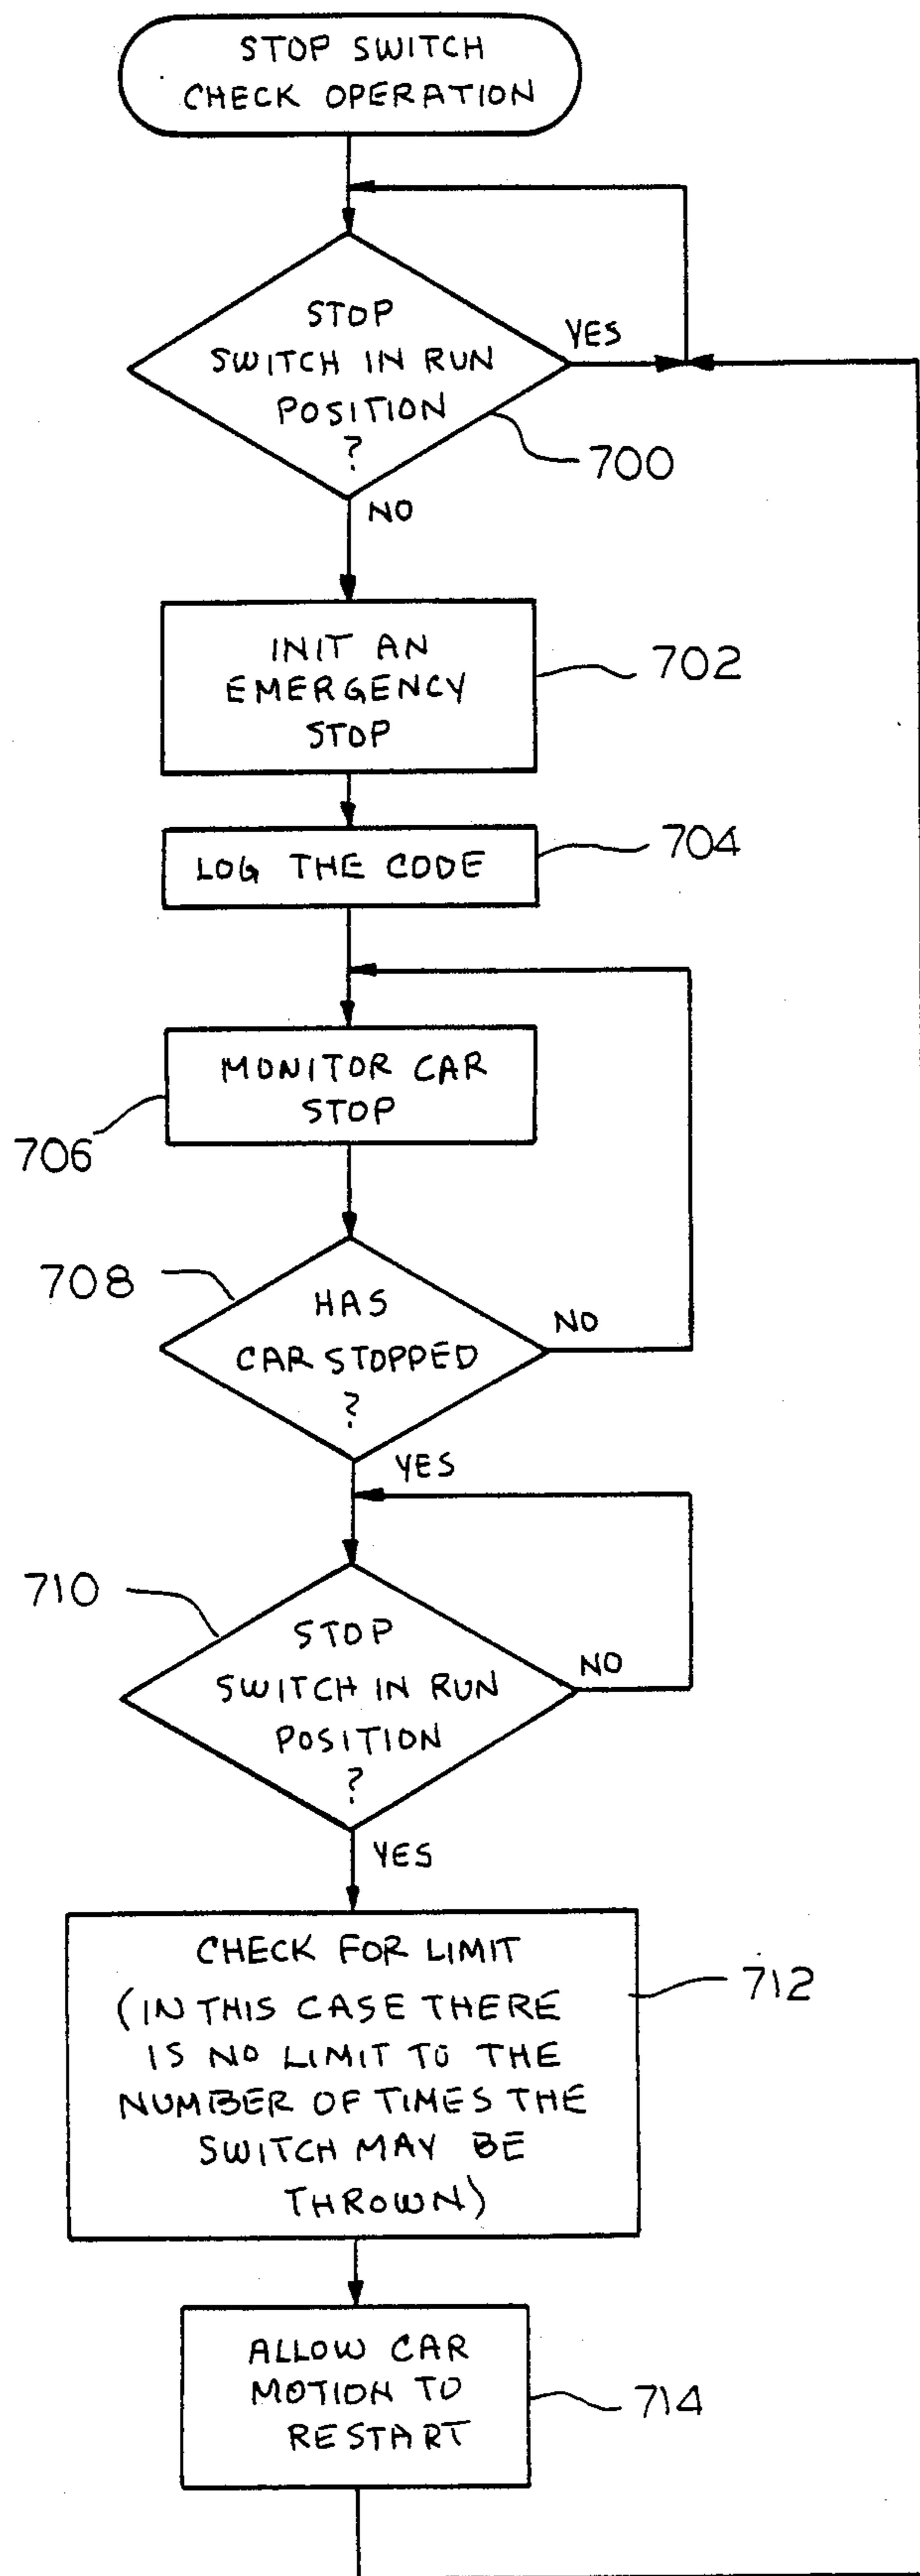 STOP SWITCH
CHECK OPERATION
STOP
SWITCH IN RUN
POSITION
?
YES
700
NO
INIT AN
EMERGENCY
STOP
702
LOG THE CODE
704
MONITOR CAR
STOP
706
708
HAS
CAR STOPPED
?
NO
YES
710
STOP
SWITCH IN RUN
POSITION
?
NO
YES
CHECK FOR LIMIT
(IN THIS CASE THERE
IS NO LIMIT TO THE
NUMBER OF TIMES THE
SWITCH MAY BE
THROWN)
712
ALLOW CAR
MOTION TO
RESTART
714